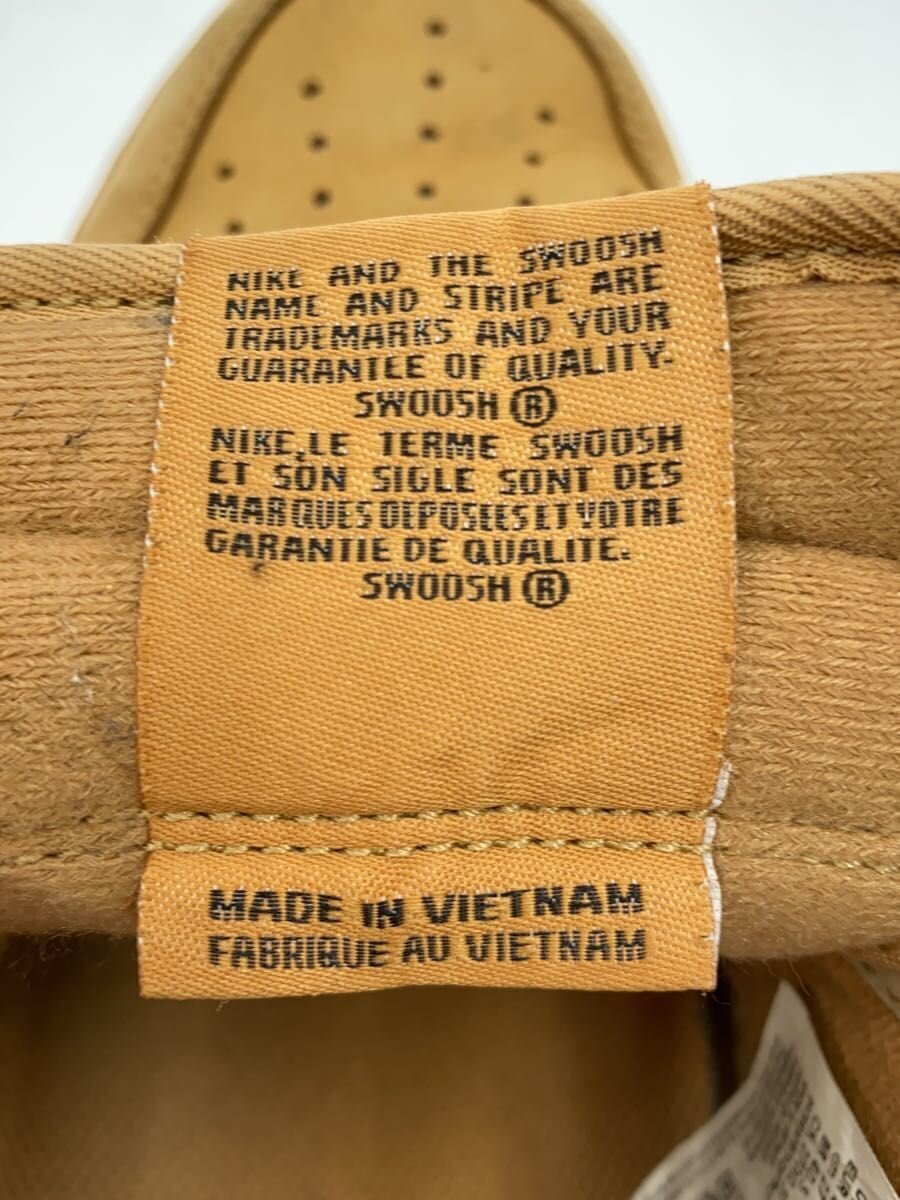 NIKE AND THE SWOOSH
NAME AND STRIPE ARE
TRADEMARKS AND YOUR
GUARANTEE OF QUALITY.
SWOOSH ®
NIKE,LE TERME SWOOSH
ET SON SIGLE SONT DES
MARQUES DEPOSEES ET VOTRE
GARANTIE DE QUALITE.
SWOOSH ®
MADE IN VIETNAM
FABRIQUE AU VIETNAM